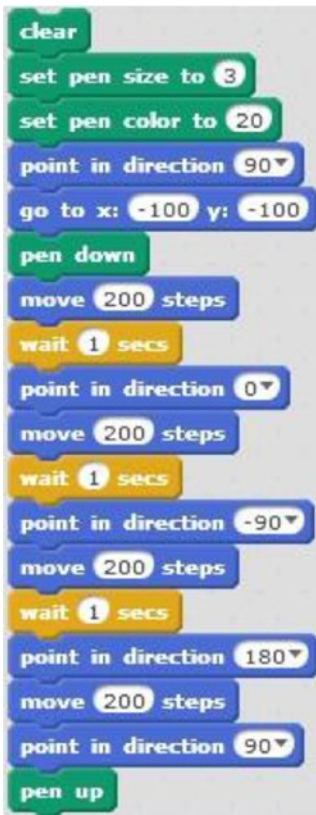 clear
set pen size to 3
set pen color to 20
point in direction 90
go to x: -100 y: -100
pen down
move 200 steps
wait 1 secs
point in direction 0
move 200 steps
wait 1 secs
point in direction -90
move 200 steps
wait 1 secs
point in direction 180
move 200 steps
point in direction 90
pen up